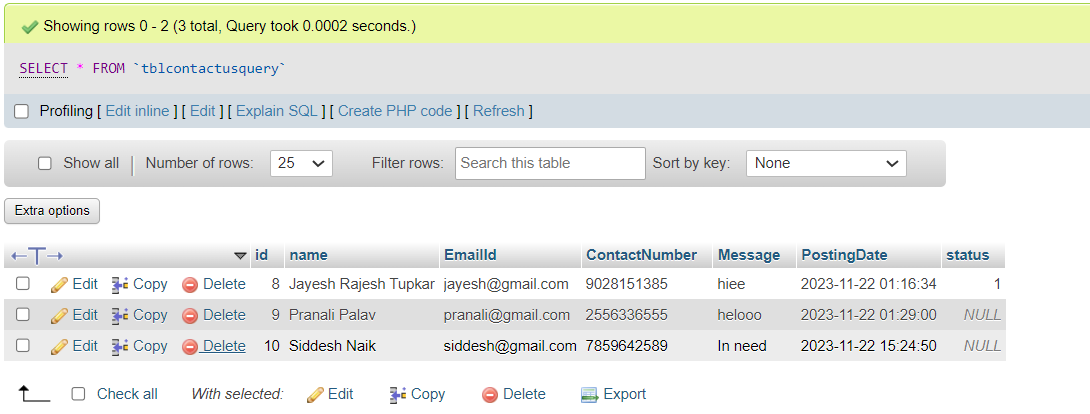 Showing rows 0 - 2 (3 total, Query took 0.0002 seconds.)
SELECT * FROM `tblcontactusquery`
Profiling [ Edit inline ] [ Edit ] [ Explain SQL ] [ Create PHP code ] [ Refresh ]
Show all | Number of rows: 25 Filter rows: Search this table Sort by key: None
Extra options
←T→ id name EmailId ContactNumber Message PostingDate status
Edit Copy Delete 8 Jayesh Rajesh Tupkar jayesh@gmail.com 9028151385 hiee 2023-11-22 01:16:34 1
Edit Copy Delete 9 Pranali Palav pranali@gmail.com 2556336555 helooo 2023-11-22 01:29:00 NULL
Edit Copy Delete 10 Siddesh Naik siddesh@gmail.com 7859642589 In need 2023-11-22 15:24:50 NULL
Check all With selected: Edit Copy Delete Export